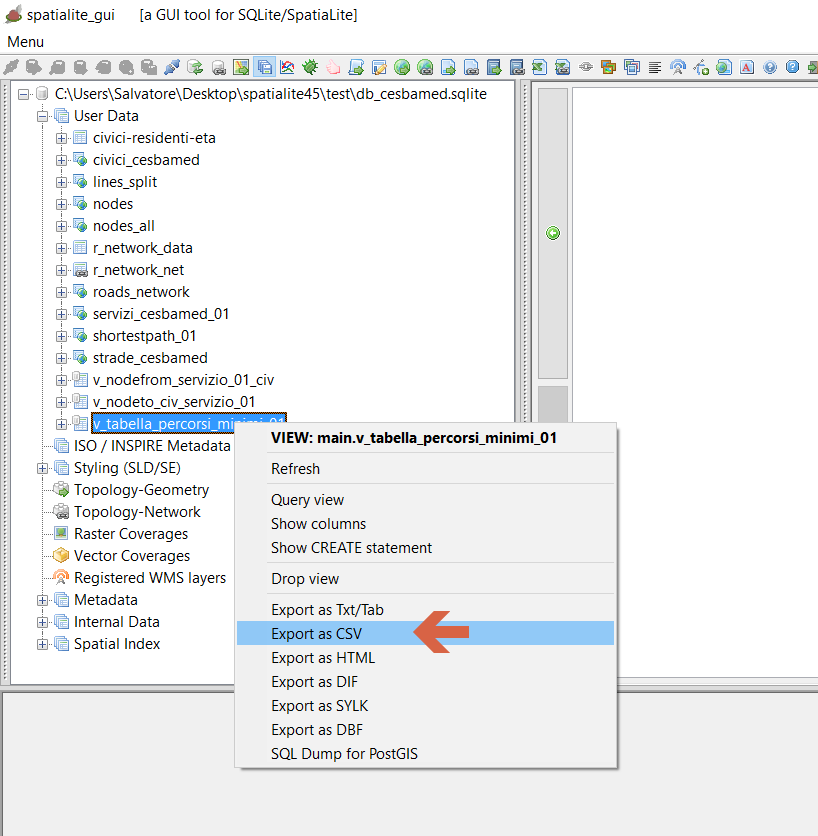 spatialite_gui [a GUI tool for SQLite/SpatiaLite]
Menu
C:\Users\Salvatore\Desktop\spatialite45\test\db_cesbamed.sqlite
User Data
civici-residenti-eta
civici_cesbamed
lines_split
nodes
nodes_all
r_network_data
r_network_net
roads_network
servizi_cesbamed_01
shortestpath_01
strade_cesbamed
v_nodefrom_servizio_01_civ
v_nodeto_civ_servizio_01
v_tabella_percorsi_minimi_01
ISO / INSPIRE Metadata
Styling (SLD/SE)
Topology-Geometry
Topology-Network
Raster Coverages
Vector Coverages
Registered WMS layers
Metadata
Internal Data
Spatial Index
VIEW: main.v_tabella_percorsi_minimi_01
Refresh
Query view
Show columns
Show CREATE statement
Drop view
Export as Txt/Tab
Export as CSV
Export as HTML
Export as DIF
Export as SYLK
Export as DBF
SQL Dump for PostGIS